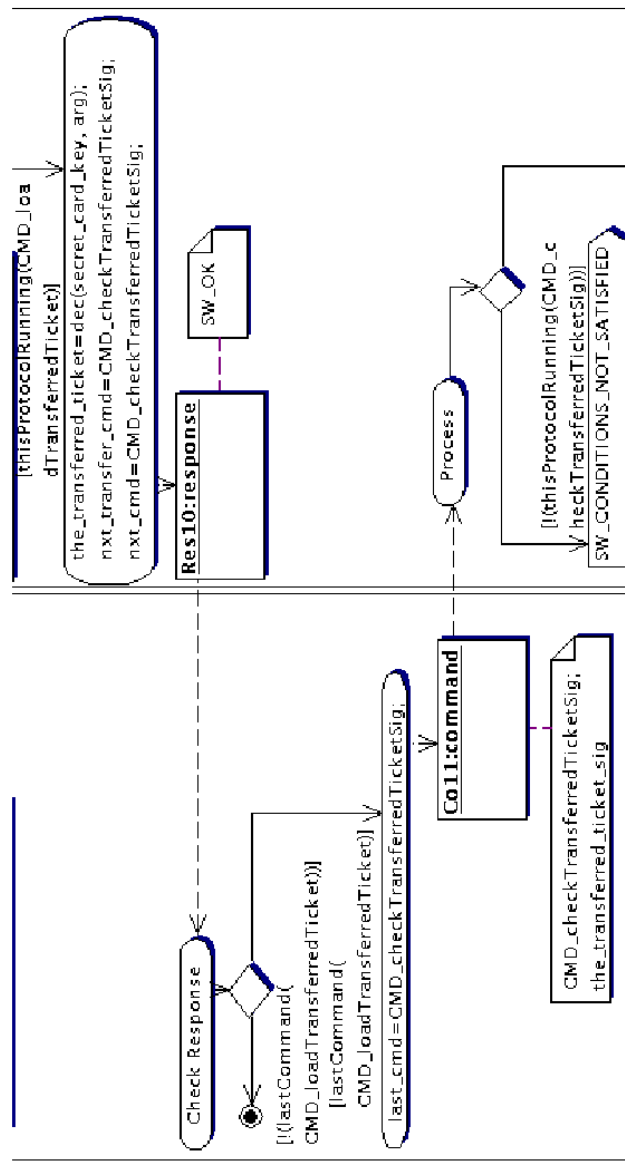 [thisProtocolRunning(CMD_loa
dTransferredTicket)]
the_transferred_ticket=dec(secret_card_key, arg);
nxt_transfer_cmd=CMD_checkTransferredTicketSig;
nxt_cmd=CMD_checkTransferredTicketSig;
Res10:response
SW_OK
Check Response
[!(lastCommand(
CMD_loadTransferredTicket))]
[lastCommand(
CMD_loadTransferredTicket)]
last_cmd=CMD_checkTransferredTicketSig;
Co11:command
CMD_checkTransferredTicketSig;
the_transferred_ticket_sig
Process
[!(thisProtocolRunning(CMD_c
heckTransferredTicketSig))]
SW_CONDITIONS_NOT_SATISFIED